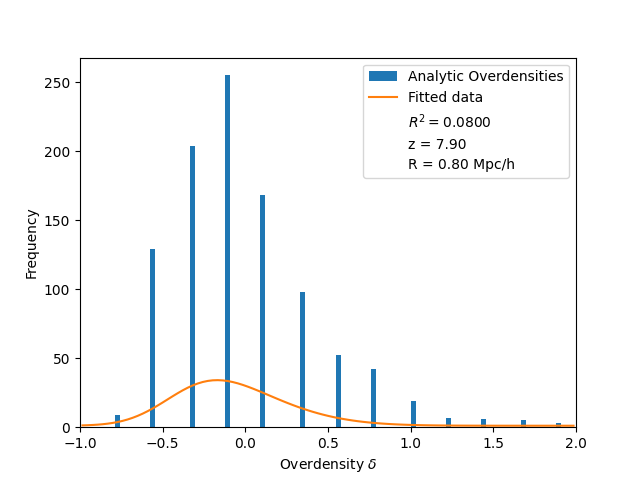 Analytic Overdensities
Fitted data
$R^2 = 0.0800$
z = 7.90
R = 0.80 Mpc/h
250
200
150
100
50
0
Frequency
−1.0 −0.5 0.0 0.5 1.0 1.5 2.0
Overdensity δ